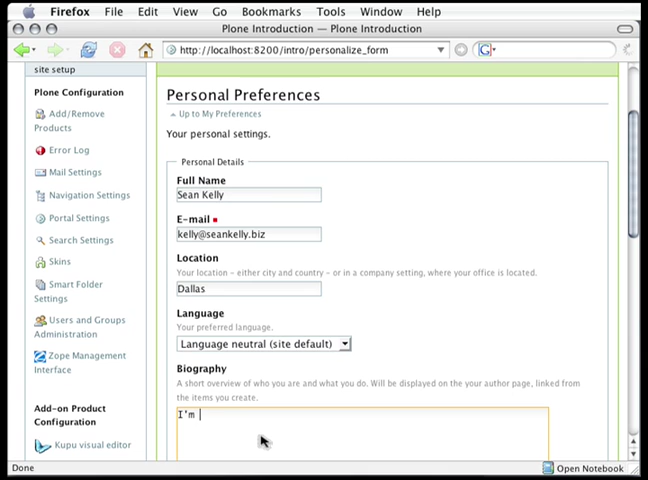 Firefox File Edit View Go Bookmarks Tools Window Help
Plone Introduction — Plone Introduction
http://localhost:8200/intro/personalize_form
G
site setup
Plone Configuration
Add/Remove
Products
Error Log
Mail Settings
Navigation Settings
Portal Settings
Search Settings
Skins
Smart Folder
Settings
Users and Groups
Administration
Zope Management
Interface
Add-on Product
Configuration
Kupu visual editor
Personal Preferences
Up to My Preferences
Your personal settings.
Personal Details
Full Name
Sean Kelly
E-mail
kelly@seankelly.biz
Location
Your location - either city and country - or in a company setting, where your office is located.
Dallas
Language
Your preferred language.
Language neutral (site default)
Biography
A short overview of who you are and what you do. Will be displayed on the your author page, linked from
the items you create.
I'm
Done
Open Notebook